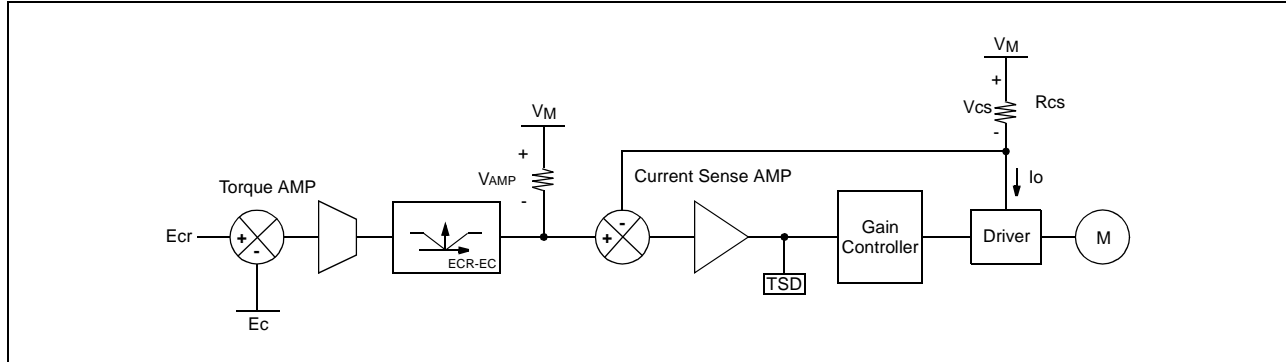 VM
+
Vcs
Rcs
-
VM
+
VAMP
-
Torque AMP
Current Sense AMP
Io
Ecr
+
-
ECR-EC
+
-
TSD
Gain
Controller
Driver
M
Ec